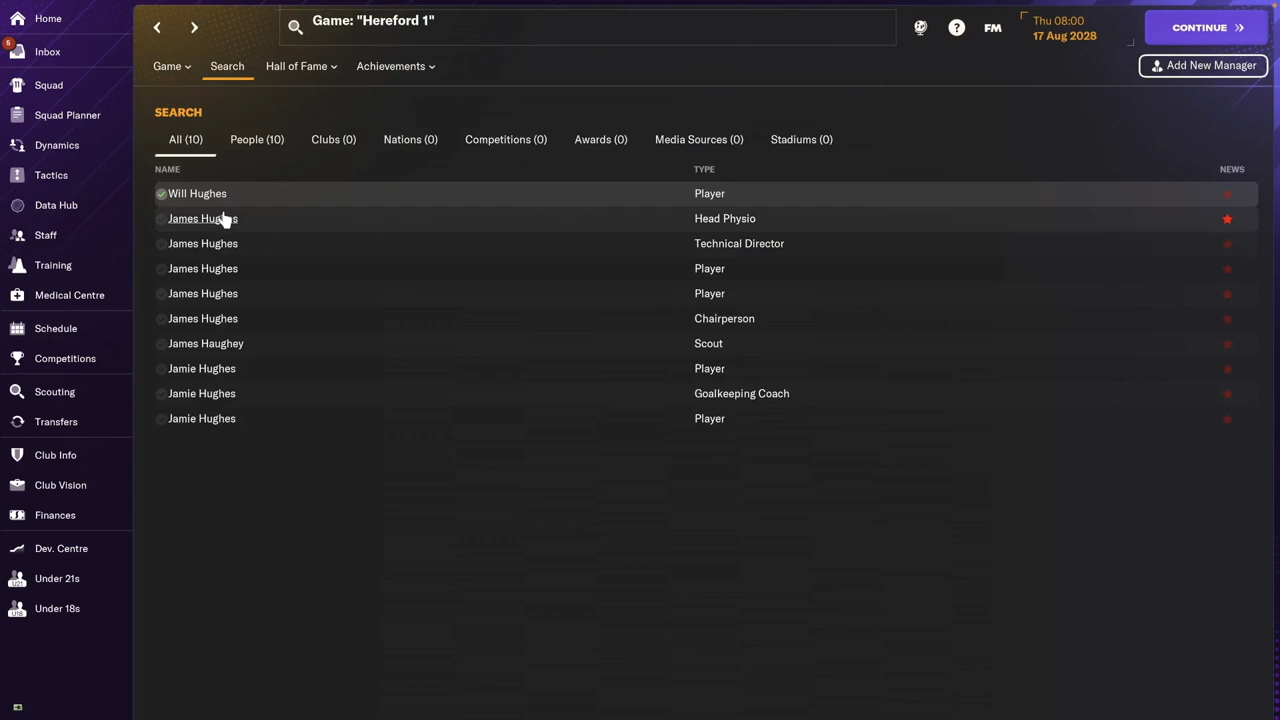 Home
5
Inbox
Squad
Squad Planner
Dynamics
Tactics
Data Hub
Staff
Training
Medical Centre
Schedule
Competitions
Scouting
Transfers
Club Info
Club Vision
Finances
Dev. Centre
U21
Under 21s
U18
Under 18s
Game: "Hereford 1"
?
FM
Thu 08:00
17 Aug 2028
CONTINUE
Game
Search
Hall of Fame
Achievements
Add New Manager
SEARCH
All (10) People (10) Clubs (0) Nations (0) Competitions (0) Awards (0) Media Sources (0) Stadiums (0)
NAME TYPE NEWS
Will Hughes Player
James Hughes Head Physio
James Hughes Technical Director
James Hughes Player
James Hughes Player
James Hughes Chairperson
James Haughey Scout
Jamie Hughes Player
Jamie Hughes Goalkeeping Coach
Jamie Hughes Player